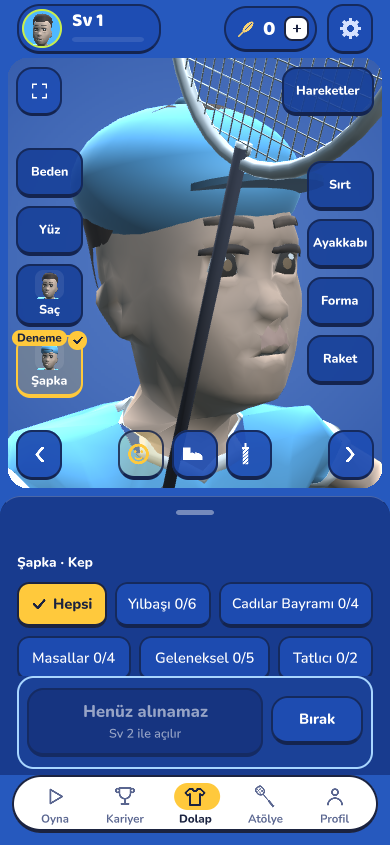 Sv 1
0
+
Hareketler
Beden
Sırt
Yüz
Ayakkabı
Saç
Forma
Deneme
Şapka
Raket
Şapka · Kep
Hepsi
Yılbaşı 0/6
Cadılar Bayramı 0/4
Masallar 0/4
Geleneksel 0/5
Tatlıcı 0/2
Henüz alınamaz
Sv 2 ile açılır
Bırak
Oyna
Kariyer
Dolap
Atölye
Profil